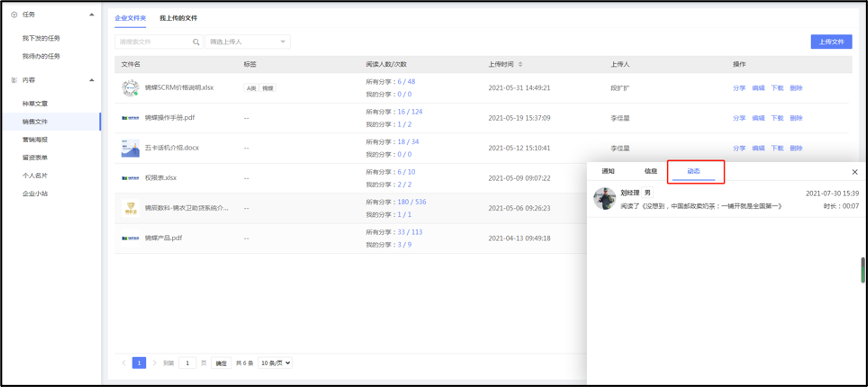 任务
我下发的任务
我待办的任务
内容
种草文章
销售文件
营销海报
留资表单
个人名片
企业小站
企业文件夹 我上传的文件
请搜索文件 筛选上传人 上传文件
文件名 标签 阅读人数/次数 上传时间 上传人 操作
锦蝶SCRM价格说明.xlsx A类 锦蝶 所有分享：6 / 48 2021-05-31 14:49:21 段旷旷 分享 编辑 下载 删除
我的分享：0 / 0
锦蝶操作手册.pdf -- 所有分享：16 / 124 2021-05-19 15:37:09 李佳星 分享 编辑 下载 删除
我的分享：1 / 2
五卡话机介绍.docx -- 所有分享：18 / 34 2021-05-12 15:10:41 李佳星 分享 编辑 下载 删除
我的分享：0 / 0
权限表.xlsx -- 所有分享：6 / 10 2021-05-09 09:07:22
我的分享：2 / 2
锦辰数科-锦衣卫助贷系统介... -- 所有分享：180 / 536 2021-05-06 09:26:23
我的分享：1 / 1
锦蝶产品.pdf -- 所有分享：33 / 113 2021-04-13 09:49:18
我的分享：3 / 9
1 到第 1 页 确定 共 6 条 10 条/页
通知 信息 动态
刘经理 男 2021-07-30 15:39
阅读了《没想到，中国邮政卖奶茶：一铺开就是全国第一》 时长：00:07